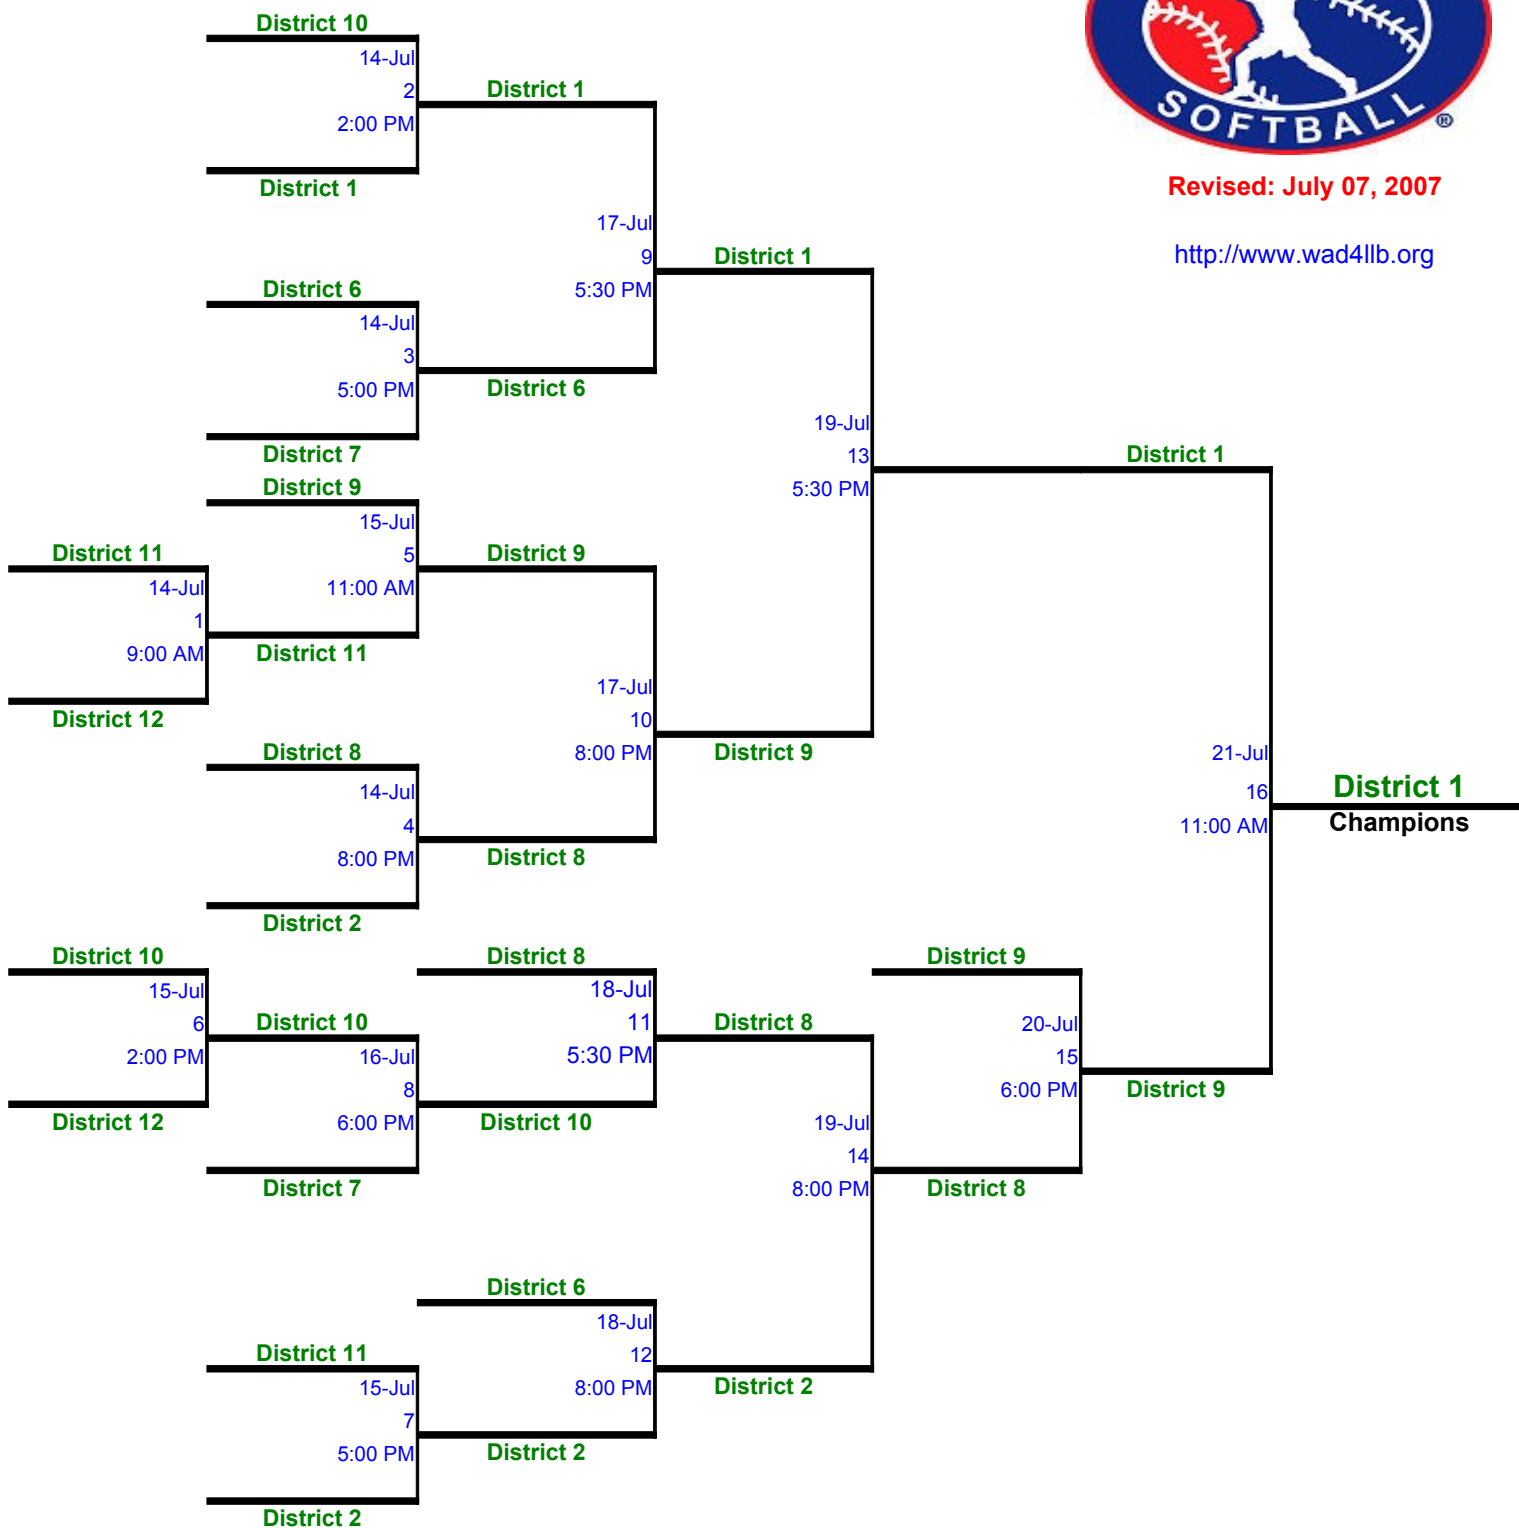 District 10
SOFTBALL ®
14-Jul
2
2:00 PM
District 1
District 1
Revised: July 07, 2007
17-Jul
9
5:30 PM
District 1
http://www.wad4llb.org
District 6
14-Jul
3
5:00 PM
District 6
District 7
19-Jul
13
5:30 PM
District 1
District 9
15-Jul
5
11:00 AM
District 9
District 11
14-Jul
1
9:00 AM
District 11
District 12
17-Jul
10
8:00 PM
District 9
District 8
14-Jul
4
8:00 PM
District 8
District 2
21-Jul
16
11:00 AM
District 1
Champions
District 10
15-Jul
6
2:00 PM
District 12
District 10
16-Jul
8
6:00 PM
District 7
District 8
18-Jul
11
5:30 PM
District 10
District 8
19-Jul
14
8:00 PM
District 9
20-Jul
15
6:00 PM
District 9
District 8
District 6
18-Jul
12
8:00 PM
District 2
District 11
15-Jul
7
5:00 PM
District 2
District 2